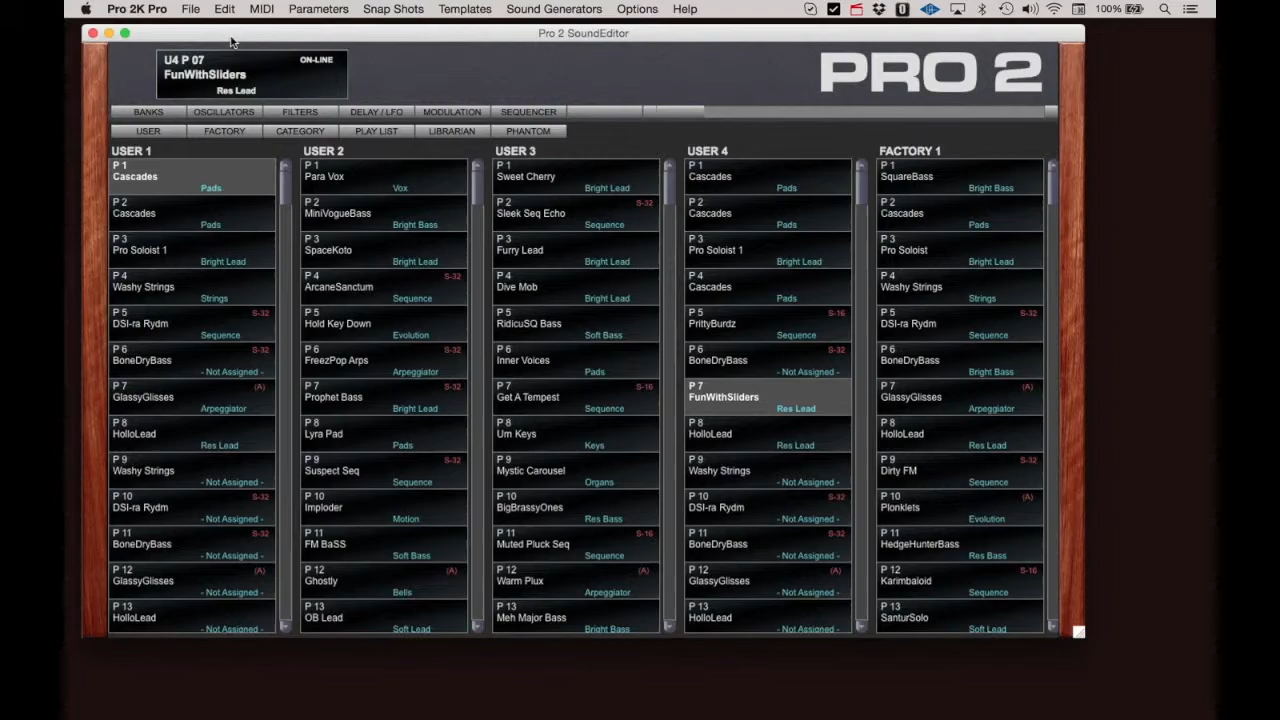 Pro 2K Pro File Edit MIDI Parameters Snap Shots Templates Sound Generators Options Help 100%
Pro 2 SoundEditor
U4 P 07 ON-LINE
FunWithSliders
Res Lead
PRO 2
BANKS OSCILLATORS FILTERS DELAY / LFO MODULATION SEQUENCER
USER FACTORY CATEGORY PLAY LIST LIBRARIAN PHANTOM
USER 1
P 1
Cascades
Pads
P 2
Cascades
Pads
P 3
Pro Soloist 1
Bright Lead
P 4
Washy Strings
Strings
P 5 S-32
DSI-ra Rydm
Sequence
P 6 S-32
BoneDryBass
- Not Assigned -
P 7 (A)
GlassyGlisses
Arpeggiator
P 8
HolloLead
Res Lead
P 9
Washy Strings
- Not Assigned -
P 10 S-32
DSI-ra Rydm
- Not Assigned -
P 11 S-32
BoneDryBass
- Not Assigned -
P 12 (A)
GlassyGlisses
- Not Assigned -
P 13
HolloLead
- Not Assigned -
USER 2
P 1
Para Vox
Vox
P 2
MiniVogueBass
Bright Bass
P 3
SpaceKoto
Bright Lead
P 4 S-32
ArcaneSanctum
Sequence
P 5
Hold Key Down
Evolution
P 6 S-32
FreezPop Arps
Arpeggiator
P 7 S-32
Prophet Bass
Bright Lead
P 8
Lyra Pad
Pads
P 9 S-32
Suspect Seq
Sequence
P 10
Imploder
Motion
P 11
FM BaSS
Soft Bass
P 12 (A)
Ghostly
Bells
P 13
OB Lead
Soft Lead
USER 3
P 1
Sweet Cherry
Bright Lead
P 2 S-32
Sleek Seq Echo
Sequence
P 3
Furry Lead
Bright Lead
P 4
Dive Mob
Bright Lead
P 5
RidicuSQ Bass
Soft Bass
P 6
Inner Voices
Pads
P 7 S-16
Get A Tempest
Sequence
P 8
Um Keys
Keys
P 9
Mystic Carousel
Organs
P 10
BigBrassyOnes
Res Bass
P 11 S-16
Muted Pluck Seq
Sequence
P 12 (A)
Warm Plux
Arpeggiator
P 13
Meh Major Bass
Bright Bass
USER 4
P 1
Cascades
Pads
P 2
Cascades
Pads
P 3
Pro Soloist 1
Bright Lead
P 4
Cascades
Pads
P 5 S-16
PrittyBurdz
Sequence
P 6 S-32
BoneDryBass
- Not Assigned -
P 7
FunWithSliders
Res Lead
P 8
HolloLead
Res Lead
P 9
Washy Strings
- Not Assigned -
P 10 S-32
DSI-ra Rydm
- Not Assigned -
P 11 S-32
BoneDryBass
- Not Assigned -
P 12 (A)
GlassyGlisses
- Not Assigned -
P 13
HolloLead
- Not Assigned -
FACTORY 1
P 1
SquareBass
Bright Bass
P 2
Cascades
Pads
P 3
Pro Soloist
Bright Lead
P 4
Washy Strings
Strings
P 5 S-32
DSI-ra Rydm
Sequence
P 6
BoneDryBass
Bright Bass
P 7 (A)
GlassyGlisses
Arpeggiator
P 8
HolloLead
Res Lead
P 9 S-32
Dirty FM
Sequence
P 10 (A)
Plonklets
Evolution
P 11
HedgeHunterBass
Res Bass
P 12 S-16
Karimbaloid
Sequence
P 13
SanturSolo
Soft Lead